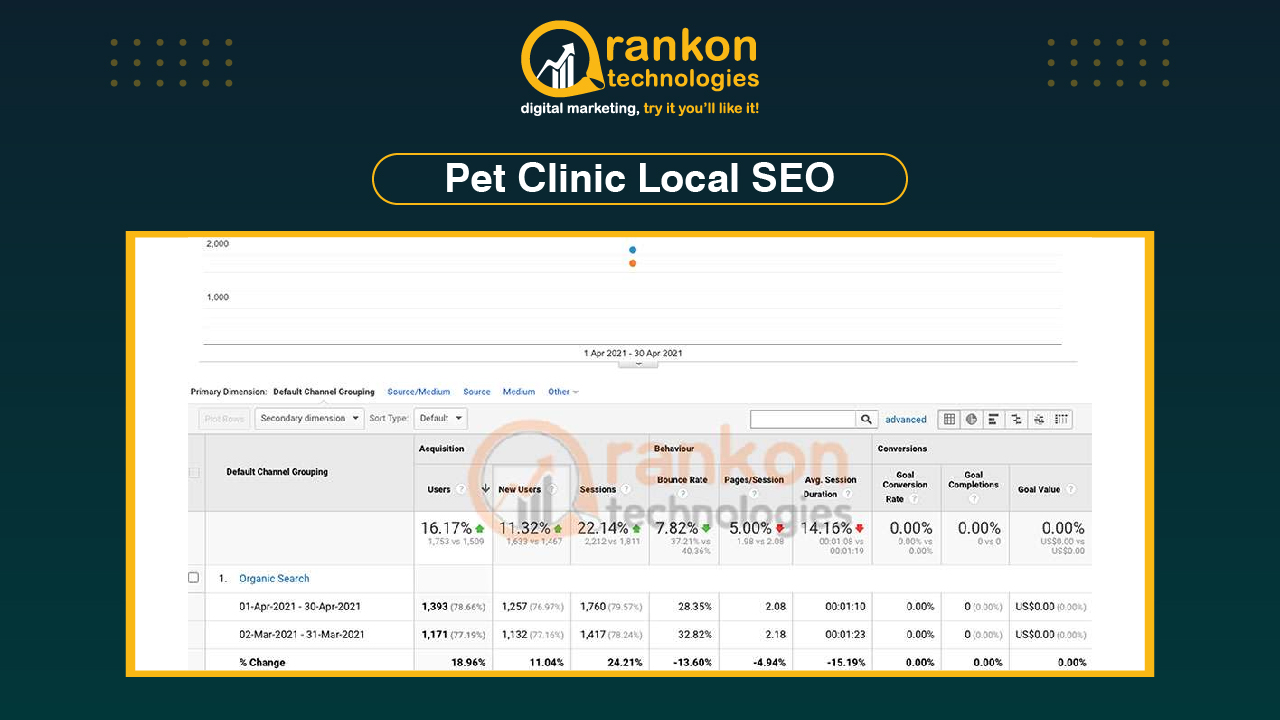 rankon
technologies
digital marketing, try it you'll like it!
Pet Clinic Local SEO
2,000
1,000
1 Apr 2021 - 30 Apr 2021
Primary Dimension: Default Channel Grouping Source/Medium Source Medium Other
Plot Rows Secondary dimension Sort Type: Default advanced
Default Channel Grouping
Acquisition Behaviour Conversions
Users ? New Users ? Sessions ? Bounce Rate ? Pages/Session ? Avg. Session Duration ? Goal Conversion Rate ? Goal Completions ? Goal Value ?
rankon
technologies
16.17% 11.32% 22.14% 7.82% 5.00% 14.16% 0.00% 0.00% 0.00%
1,753 vs 1,509 1,633 vs 1,467 2,212 vs 1,811 37.21% vs 40.36% 1.98 vs 2.08 00:01:08 vs 00:01:19 0.00% vs 0.00% 0 vs 0 US$0.00 vs US$0.00
1. Organic Search
01-Apr-2021 - 30-Apr-2021 1,393 (78.66%) 1,257 (76.97%) 1,760 (79.57%) 28.35% 2.08 00:01:10 0.00% 0 (0.00%) US$0.00 (0.00%)
02-Mar-2021 - 31-Mar-2021 1,171 (77.19%) 1,132 (77.16%) 1,417 (78.24%) 32.82% 2.18 00:01:23 0.00% 0 (0.00%) US$0.00 (0.00%)
% Change 18.96% 11.04% 24.21% -13.60% -4.94% -15.19% 0.00% 0.00% 0.00%